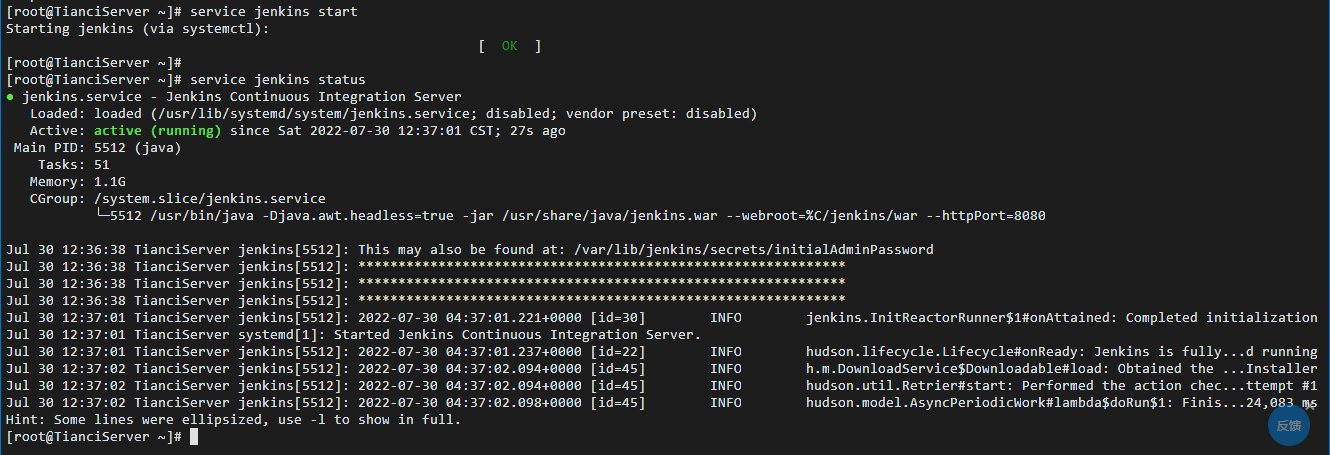 [root@TianciServer ~]# service jenkins start
Starting jenkins (via systemctl):
[  OK  ]
[root@TianciServer ~]#
[root@TianciServer ~]# service jenkins status
● jenkins.service - Jenkins Continuous Integration Server
Loaded: loaded (/usr/lib/systemd/system/jenkins.service; disabled; vendor preset: disabled)
Active: active (running) since Sat 2022-07-30 12:37:01 CST; 27s ago
Main PID: 5512 (java)
Tasks: 51
Memory: 1.1G
CGroup: /system.slice/jenkins.service
└─5512 /usr/bin/java -Djava.awt.headless=true -jar /usr/share/java/jenkins.war --webroot=%C/jenkins/war --httpPort=8080
Jul 30 12:36:38 TianciServer jenkins[5512]: This may also be found at: /var/lib/jenkins/secrets/initialAdminPassword
Jul 30 12:36:38 TianciServer jenkins[5512]: *************************************************************
Jul 30 12:36:38 TianciServer jenkins[5512]: *************************************************************
Jul 30 12:36:38 TianciServer jenkins[5512]: *************************************************************
Jul 30 12:37:01 TianciServer jenkins[5512]: 2022-07-30 04:37:01.221+0000 [id=30]        INFO        jenkins.InitReactorRunner$1#onAttained: Completed initialization
Jul 30 12:37:01 TianciServer systemd[1]: Started Jenkins Continuous Integration Server.
Jul 30 12:37:01 TianciServer jenkins[5512]: 2022-07-30 04:37:01.237+0000 [id=22]        INFO        hudson.lifecycle.Lifecycle#onReady: Jenkins is fully...d running
Jul 30 12:37:02 TianciServer jenkins[5512]: 2022-07-30 04:37:02.094+0000 [id=45]        INFO        h.m.DownloadService$Downloadable#load: Obtained the ...Installer
Jul 30 12:37:02 TianciServer jenkins[5512]: 2022-07-30 04:37:02.094+0000 [id=45]        INFO        hudson.util.Retrier#start: Performed the action chec...ttempt #1
Jul 30 12:37:02 TianciServer jenkins[5512]: 2022-07-30 04:37:02.098+0000 [id=45]        INFO        hudson.model.AsyncPeriodicWork#lambda$doRun$1: Finis...24,083 ms
Hint: Some lines were ellipsized, use -l to show in full.
[root@TianciServer ~]#
反馈